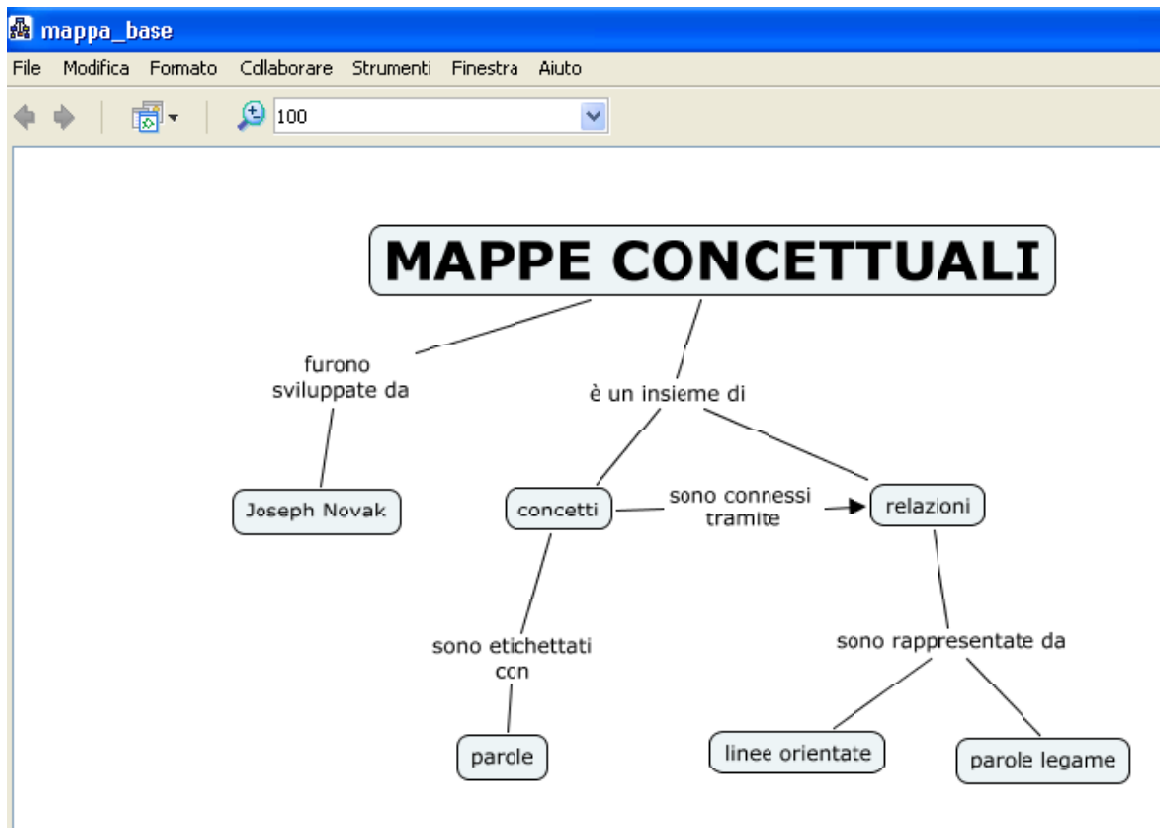 mappa_base
File Modifica Formato Collaborare Strumenti Finestra Aiuto
100
MAPPE CONCETTUALI
furono
sviluppate da
è un insieme di
Joseph Novak
concetti
sono connessi
tramite
relazioni
sono etichettati
con
sono rappresentate da
parole
linee orientate
parole legame